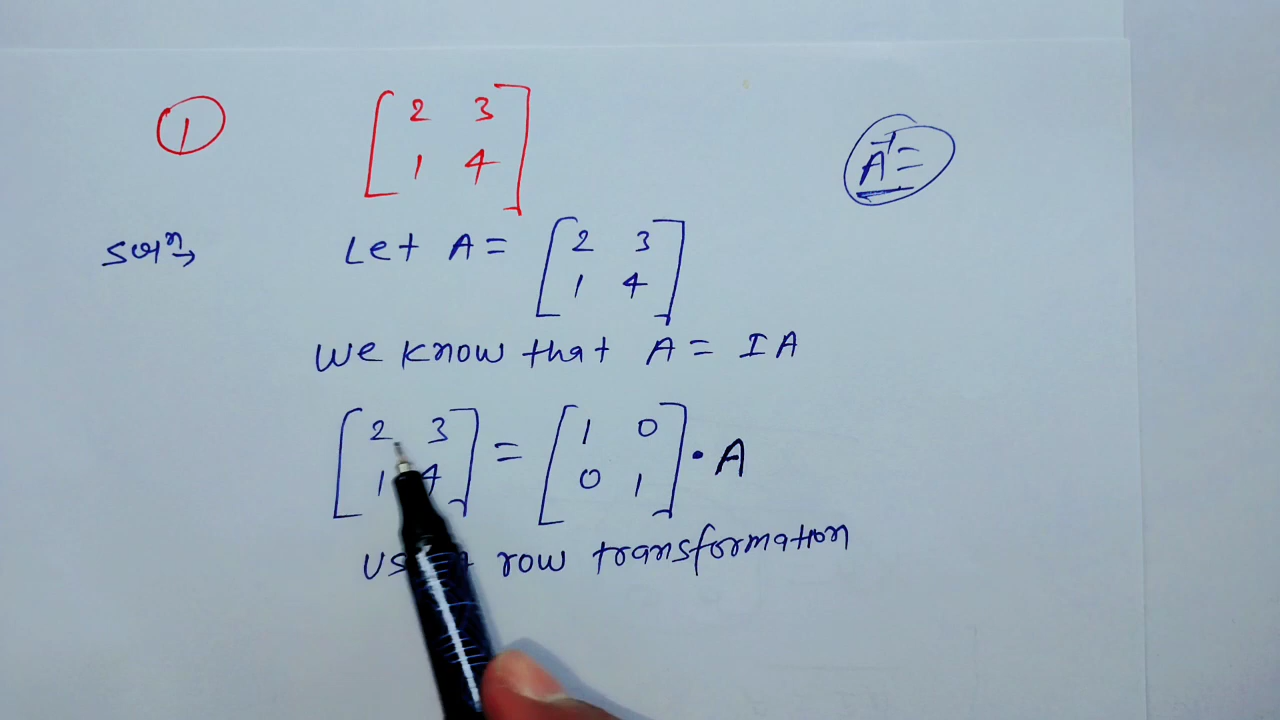 1
[2 3
1 4]
A⁻¹=
Solⁿ→ Let A = [2 3
1 4]
We know that A = IA
[2 3
1 4] = [1 0
0 1] · A
row transformation